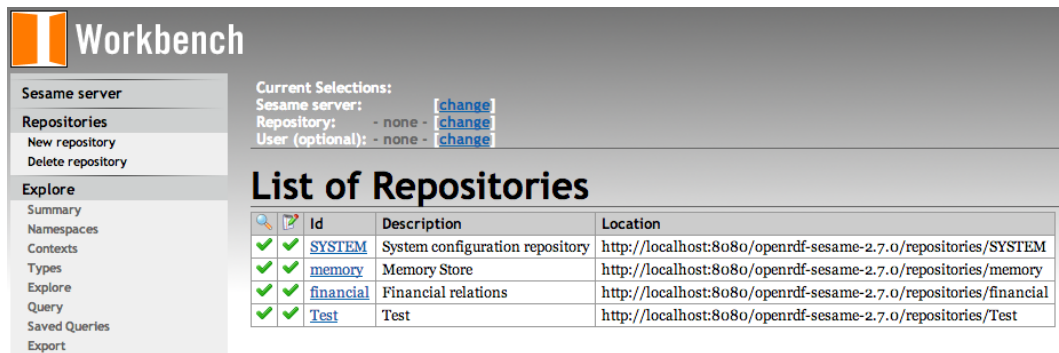 Workbench
Sesame server
Repositories
New repository
Delete repository
Explore
Summary
Namespaces
Contexts
Types
Explore
Query
Saved Queries
Export
Current Selections:
Sesame server: [change]
Repository: - none - [change]
User (optional): - none - [change]
List of Repositories
Id Description Location
SYSTEM System configuration repository http://localhost:8080/openrdf-sesame-2.7.0/repositories/SYSTEM
memory Memory Store http://localhost:8080/openrdf-sesame-2.7.0/repositories/memory
financial Financial relations http://localhost:8080/openrdf-sesame-2.7.0/repositories/financial
Test Test http://localhost:8080/openrdf-sesame-2.7.0/repositories/Test